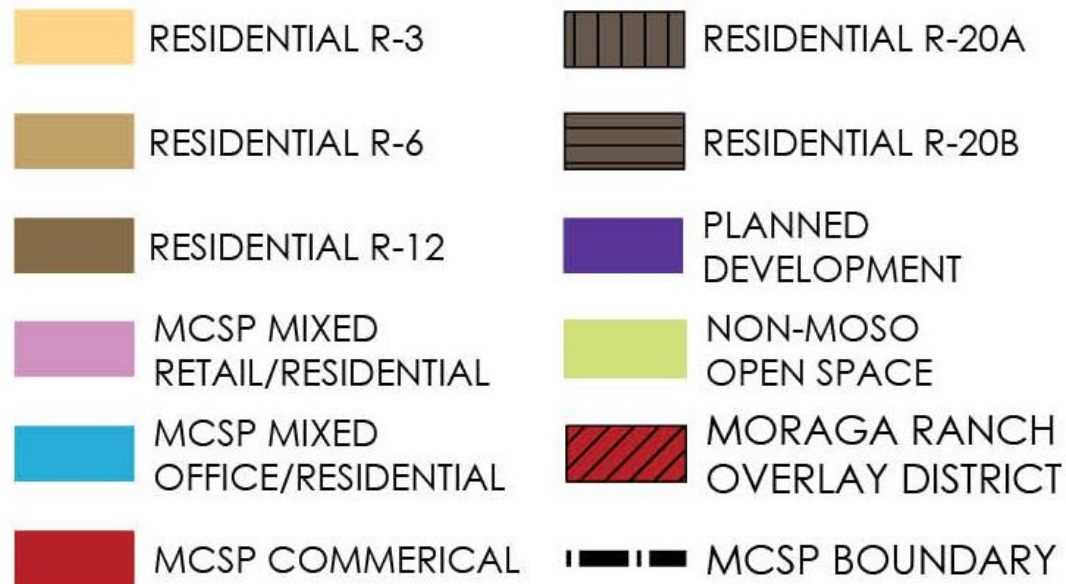 RESIDENTIAL R-3
RESIDENTIAL R-6
RESIDENTIAL R-12
MCSP MIXED
RETAIL/RESIDENTIAL
MCSP MIXED
OFFICE/RESIDENTIAL
MCSP COMMERICAL
RESIDENTIAL R-20A
RESIDENTIAL R-20B
PLANNED
DEVELOPMENT
NON-MOSO
OPEN SPACE
MORAGA RANCH
OVERLAY DISTRICT
MCSP BOUNDARY